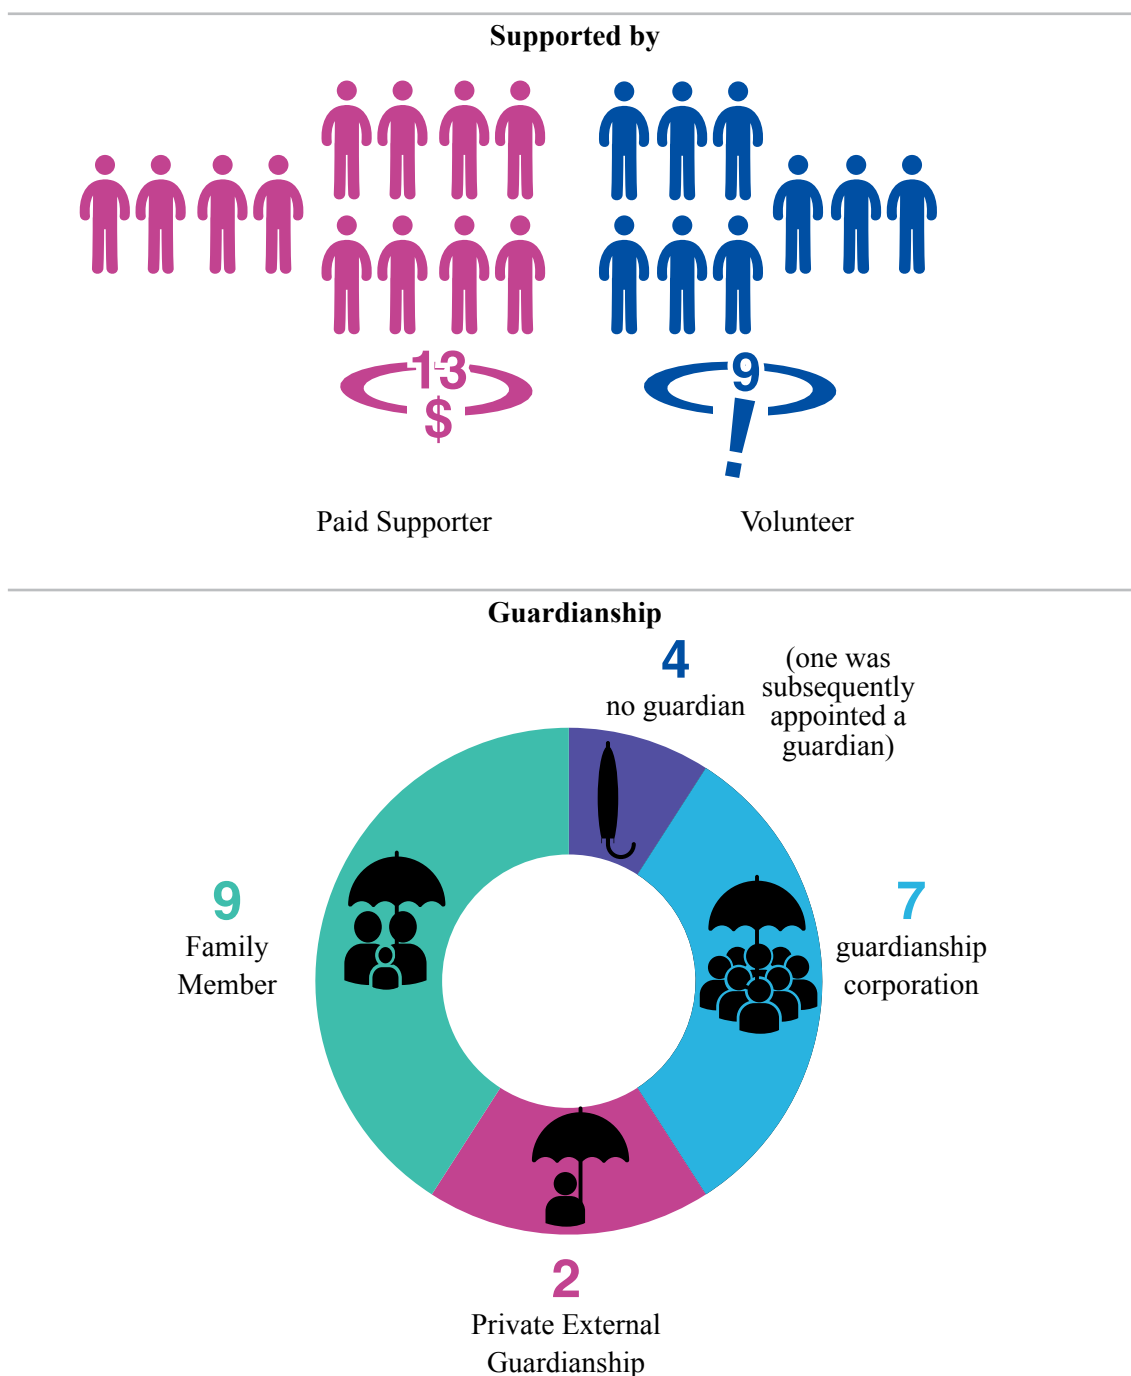 Supported by
13
$
9
!
Paid Supporter
Volunteer
Guardianship
4
no guardian
(one was
subsequently
appointed a
guardian)
9
Family
Member
7
guardianship
corporation
2
Private External
Guardianship